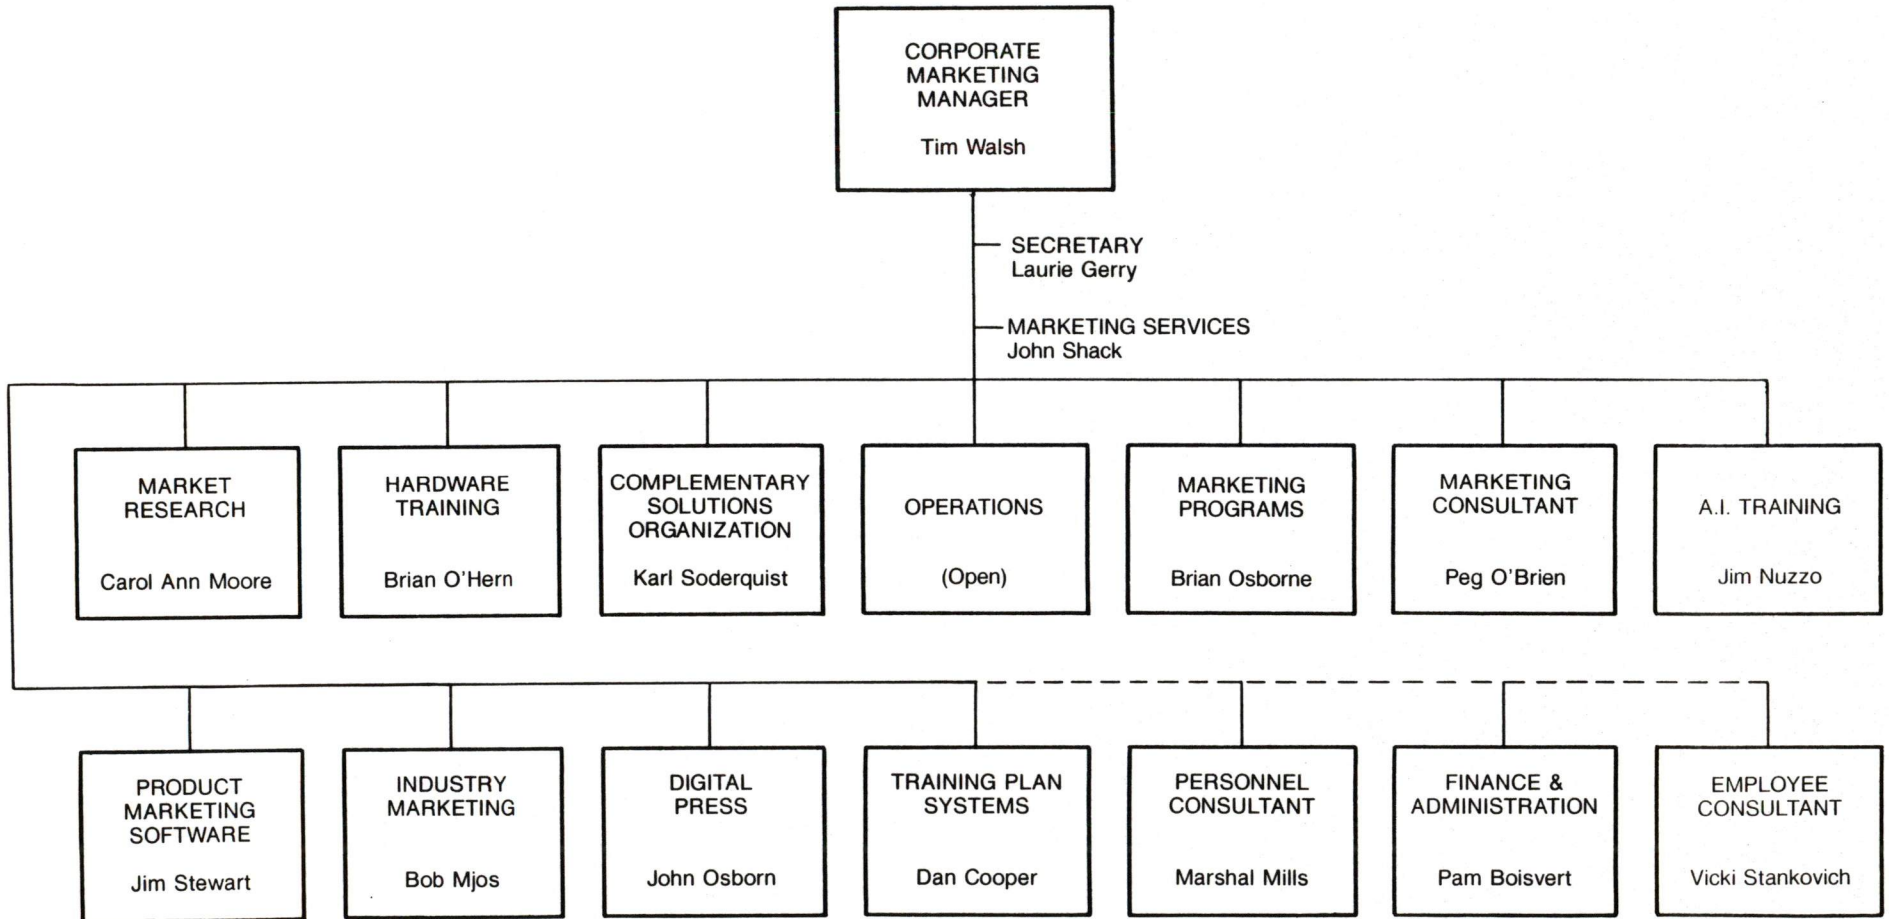 CORPORATE
MARKETING
MANAGER
Tim Walsh
SECRETARY
Laurie Gerry
MARKETING SERVICES
John Shack
MARKET
RESEARCH
Carol Ann Moore
HARDWARE
TRAINING
Brian O'Hern
COMPLEMENTARY
SOLUTIONS
ORGANIZATION
Karl Soderquist
OPERATIONS
(Open)
MARKETING
PROGRAMS
Brian Osborne
MARKETING
CONSULTANT
Peg O'Brien
A.I. TRAINING
Jim Nuzzo
PRODUCT
MARKETING
SOFTWARE
Jim Stewart
INDUSTRY
MARKETING
Bob Mjos
DIGITAL
PRESS
John Osborn
TRAINING PLAN
SYSTEMS
Dan Cooper
PERSONNEL
CONSULTANT
Marshal Mills
FINANCE &
ADMINISTRATION
Pam Boisvert
EMPLOYEE
CONSULTANT
Vicki Stankovich